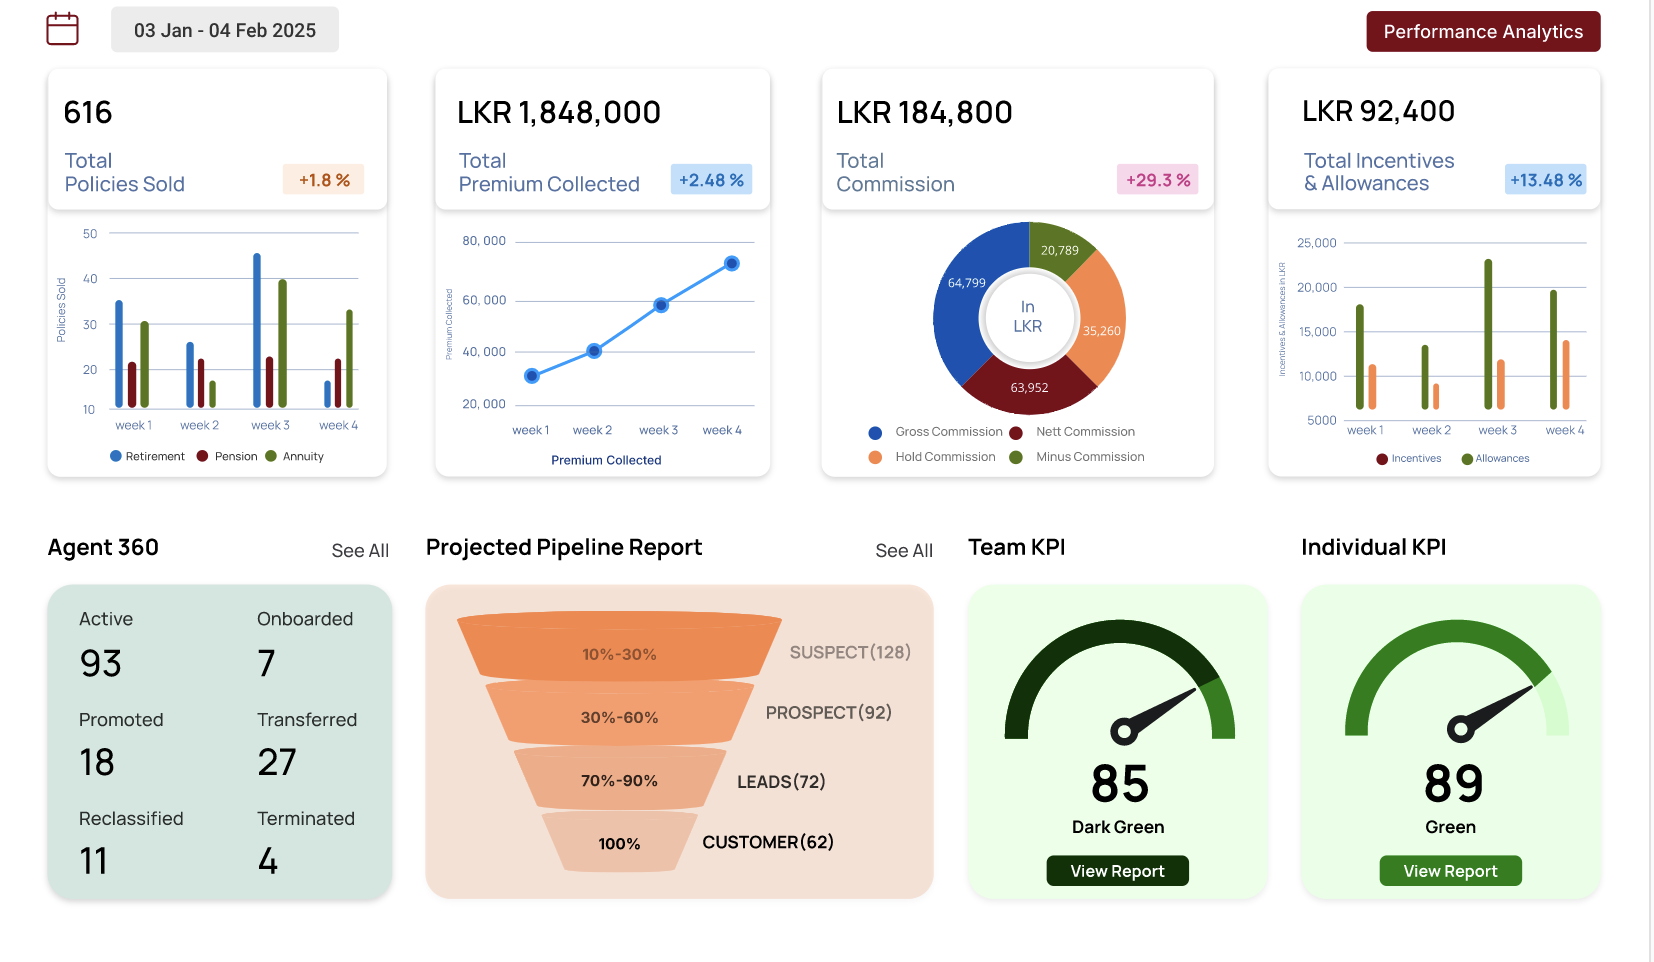 03 Jan - 04 Feb 2025
Performance Analytics
616
Total
Policies Sold
+1.8 %
50
40
30
20
10
Policies Sold
week 1
week 2
week 3
week 4
Retirement
Pension
Annuity
LKR 1,848,000
Total
Premium Collected
+2.48 %
80, 000
60, 000
40, 000
20, 000
Premium Collected
week 1
week 2
week 3
week 4
Premium Collected
LKR 184,800
Total
Commission
+29.3 %
20,789
64,799
In
LKR
35,260
63,952
Gross Commission
Nett Commission
Hold Commission
Minus Commission
LKR 92,400
Total Incentives
& Allowances
+13.48 %
25,000
20,000
15,000
10,000
5000
Incentives & Allowances in LKR
week 1
week 2
week 3
week 4
Incentives
Allowances
Agent 360
See All
Active
Onboarded
93
7
Promoted
Transferred
18
27
Reclassified
Terminated
11
4
Projected Pipeline Report
See All
10%-30%
SUSPECT(128)
30%-60%
PROSPECT(92)
70%-90%
LEADS(72)
100%
CUSTOMER(62)
Team KPI
85
Dark Green
View Report
Individual KPI
89
Green
View Report